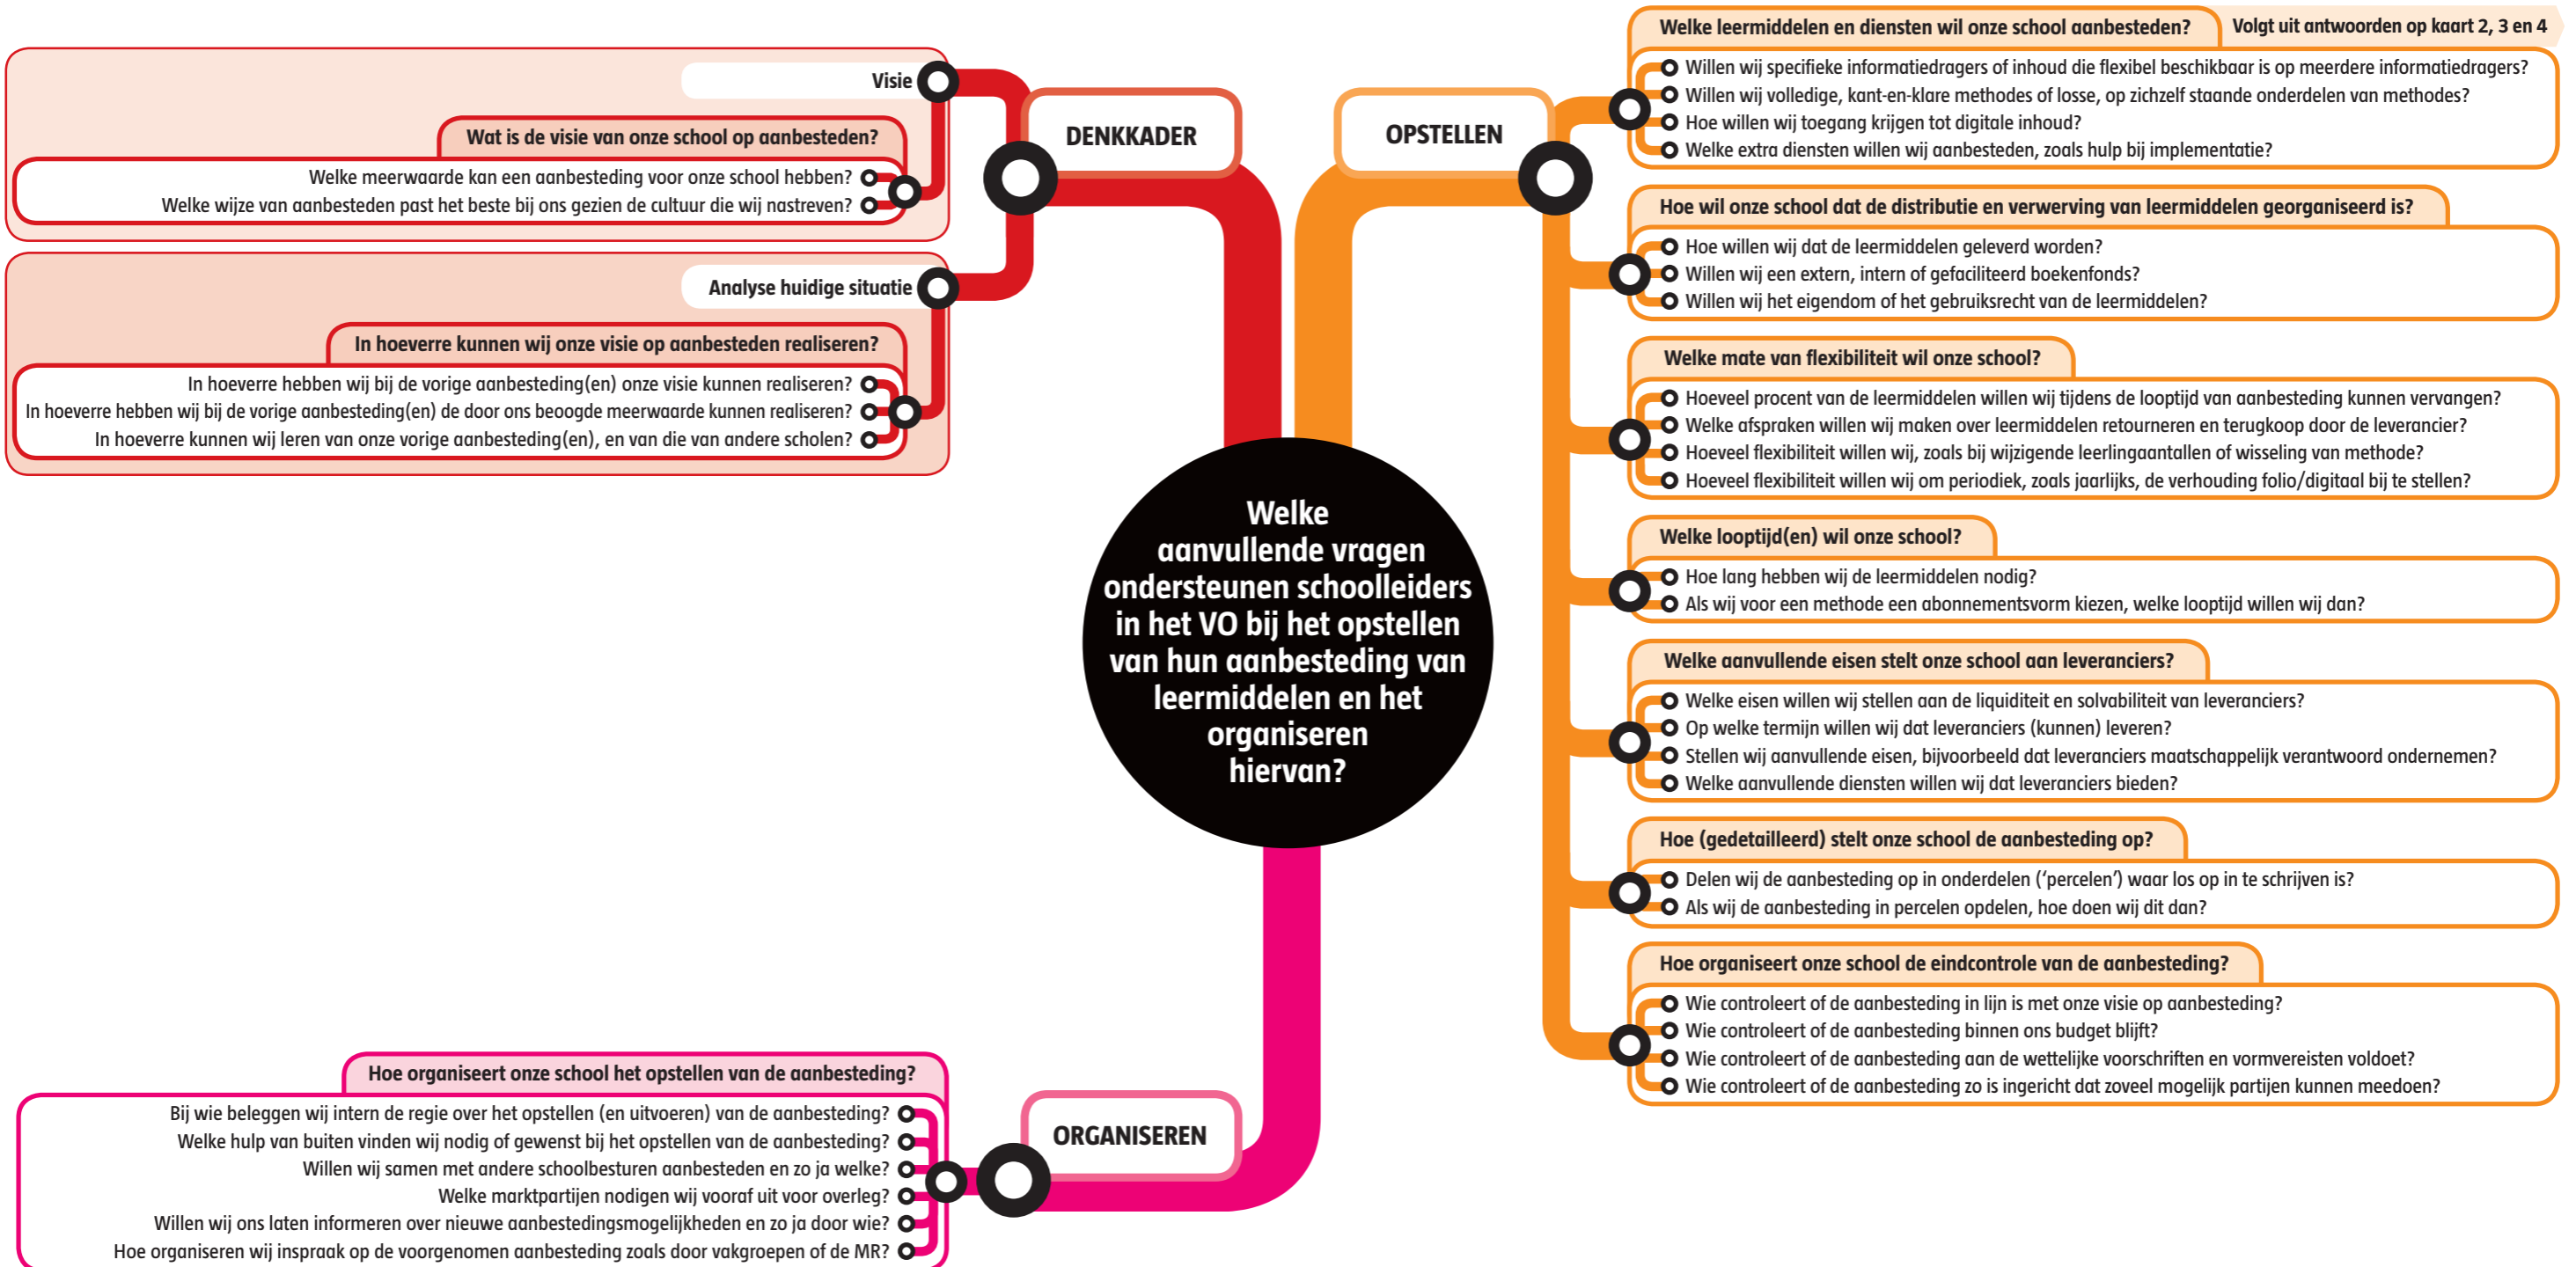 Welke
aanvullende vragen
ondersteunen schoolleiders
in het VO bij het opstellen
van hun aanbesteding van
leermiddelen en het
organiseren
hiervan?
DENKKADER
Visie
Wat is de visie van onze school op aanbesteden?
Welke meerwaarde kan een aanbesteding voor onze school hebben?
Welke wijze van aanbesteden past het beste bij ons gezien de cultuur die wij nastreven?
Analyse huidige situatie
In hoeverre kunnen wij onze visie op aanbesteden realiseren?
In hoeverre hebben wij bij de vorige aanbesteding(en) onze visie kunnen realiseren?
In hoeverre hebben wij bij de vorige aanbesteding(en) de door ons beoogde meerwaarde kunnen realiseren?
In hoeverre kunnen wij leren van onze vorige aanbesteding(en), en van die van andere scholen?
OPSTELLEN
Welke leermiddelen en diensten wil onze school aanbesteden?
Volgt uit antwoorden op kaart 2, 3 en 4
Willen wij specifieke informatiedragers of inhoud die flexibel beschikbaar is op meerdere informatiedragers?
Willen wij volledige, kant-en-klare methodes of losse, op zichzelf staande onderdelen van methodes?
Hoe willen wij toegang krijgen tot digitale inhoud?
Welke extra diensten willen wij aanbesteden, zoals hulp bij implementatie?
Hoe wil onze school dat de distributie en verwerving van leermiddelen georganiseerd is?
Hoe willen wij dat de leermiddelen geleverd worden?
Willen wij een extern, intern of gefaciliteerd boekenfonds?
Willen wij het eigendom of het gebruiksrecht van de leermiddelen?
Welke mate van flexibiliteit wil onze school?
Hoeveel procent van de leermiddelen willen wij tijdens de looptijd van aanbesteding kunnen vervangen?
Welke afspraken willen wij maken over leermiddelen retourneren en terugkoop door de leverancier?
Hoeveel flexibiliteit willen wij, zoals bij wijzigende leerlingaantallen of wisseling van methode?
Hoeveel flexibiliteit willen wij om periodiek, zoals jaarlijks, de verhouding folio/digitaal bij te stellen?
Welke looptijd(en) wil onze school?
Hoe lang hebben wij de leermiddelen nodig?
Als wij voor een methode een abonnementsvorm kiezen, welke looptijd willen wij dan?
Welke aanvullende eisen stelt onze school aan leveranciers?
Welke eisen willen wij stellen aan de liquiditeit en solvabiliteit van leveranciers?
Op welke termijn willen wij dat leveranciers (kunnen) leveren?
Stellen wij aanvullende eisen, bijvoorbeeld dat leveranciers maatschappelijk verantwoord ondernemen?
Welke aanvullende diensten willen wij dat leveranciers bieden?
Hoe (gedetailleerd) stelt onze school de aanbesteding op?
Delen wij de aanbesteding op in onderdelen (‘percelen’) waar los op in te schrijven is?
Als wij de aanbesteding in percelen opdelen, hoe doen wij dit dan?
Hoe organiseert onze school de eindcontrole van de aanbesteding?
Wie controleert of de aanbesteding in lijn is met onze visie op aanbesteding?
Wie controleert of de aanbesteding binnen ons budget blijft?
Wie controleert of de aanbesteding aan de wettelijke voorschriften en vormvereisten voldoet?
Wie controleert of de aanbesteding zo is ingericht dat zoveel mogelijk partijen kunnen meedoen?
ORGANISEREN
Hoe organiseert onze school het opstellen van de aanbesteding?
Bij wie beleggen wij intern de regie over het opstellen (en uitvoeren) van de aanbesteding?
Welke hulp van buiten vinden wij nodig of gewenst bij het opstellen van de aanbesteding?
Willen wij samen met andere schoolbesturen aanbesteden en zo ja welke?
Welke marktpartijen nodigen wij vooraf uit voor overleg?
Willen wij ons laten informeren over nieuwe aanbestedingsmogelijkheden en zo ja door wie?
Hoe organiseren wij inspraak op de voorgenomen aanbesteding zoals door vakgroepen of de MR?